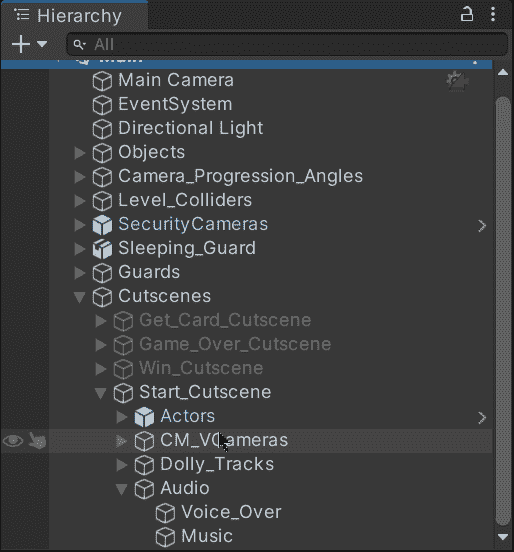 Hierarchy
All
Main
Main Camera
EventSystem
Directional Light
Objects
Camera_Progression_Angles
Level_Colliders
SecurityCameras
Sleeping_Guard
Guards
Cutscenes
Get_Card_Cutscene
Game_Over_Cutscene
Win_Cutscene
Start_Cutscene
Actors
CM_VCameras
Dolly_Tracks
Audio
Voice_Over
Music